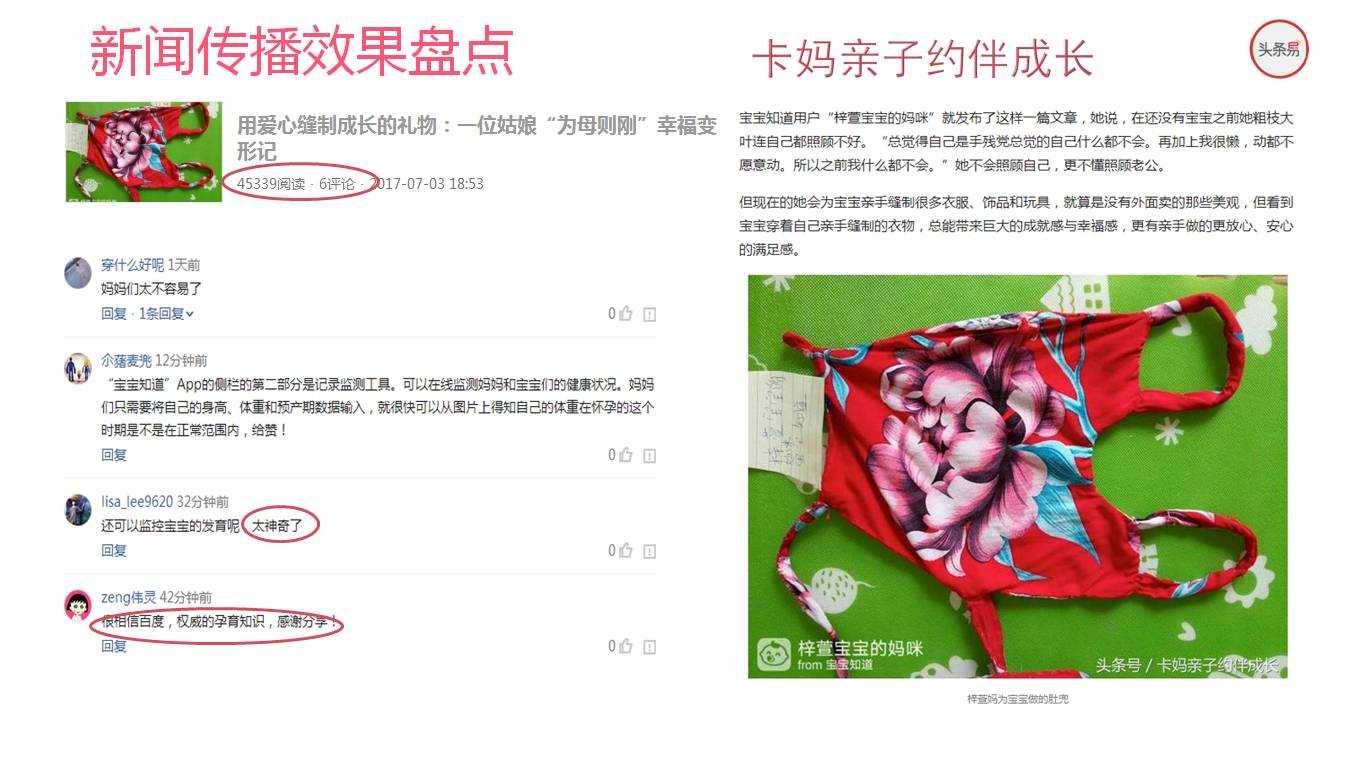 新闻传播效果盘点
用爱心缝制成长的礼物：一位姑娘“为母则刚”幸福变
形记
45339阅读 · 6评论 · 2017-07-03 18:53
穿什么好呢 1天前
妈妈们太不容易了
回复 · 1条回复
0
12分钟前
“宝宝知道”App的侧栏的第二部分是记录监测工具。可以在线监测妈妈和宝宝们的健康状况。妈妈
们只需要将自己的身高、体重和预产期数据输入，就很快可以从图片上得知自己的体重在怀孕的这个
时期是不是在正常范围内，给赞！
回复
0
lisa_lee9620 32分钟前
还可以监控宝宝的发育呢 太神奇了
回复
0
zeng伟灵 42分钟前
很相信百度，权威的孕育知识，感谢分享！
回复
0
卡妈亲子约伴成长
头条易
宝宝知道用户“梓萱宝宝的妈咪”就发布了这样一篇文章，她说，在还没有宝宝之前她粗枝大
叶连自己都照顾不好。“总觉得自己是手残党总觉的自己什么都不会。再加上我很懒，动都不
愿意动。所以之前我什么都不会。”她不会照顾自己，更不懂照顾老公。
但现在的她会为宝宝亲手缝制很多衣服、饰品和玩具，就算是没有外面卖的那些美观，但看到
宝宝穿着自己亲手缝制的衣物，总能带来巨大的成就感与幸福感，更有亲手做的更放心、安心
的满足感。
梓萱宝宝的妈咪
from 宝宝知道
头条号 / 卡妈亲子约伴成长
梓萱妈为宝宝做的肚兜